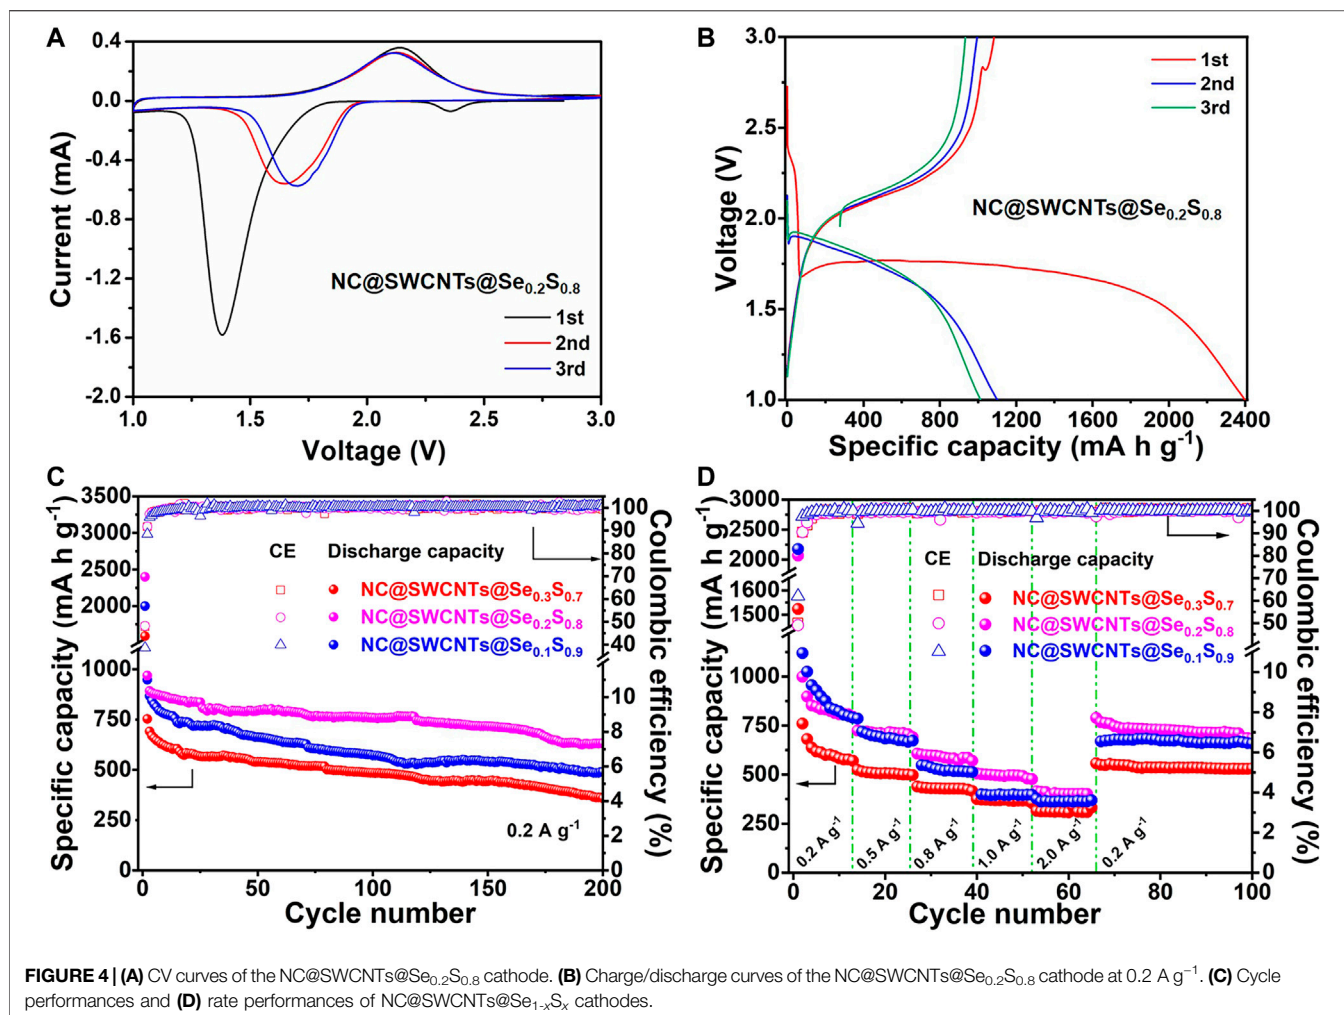 A
0.4
0.0
-0.4
-0.8
-1.2
-1.6
-2.0
Current (mA)
NC@SWCNTs@Se0.2S0.8
1st
2nd
3rd
1.0 1.5 2.0 2.5 3.0
Voltage (V)
B
3.0
2.5
2.0
1.5
1.0
Voltage (V)
1st
2nd
3rd
NC@SWCNTs@Se0.2S0.8
0 400 800 1200 1600 2000 2400
Specific capacity (mA h g-1)
C
3500
3250
3000
2000
1750
1000
750
500
250
0
Specific capacity (mA h g-1)
CE Discharge capacity
NC@SWCNTs@Se0.3S0.7
NC@SWCNTs@Se0.2S0.8
NC@SWCNTs@Se0.1S0.9
0.2 A g-1
100
90
80
70
60
50
40
10
8
6
4
2
0
Coulombic efficiency (%)
0 50 100 150 200
Cycle number
D
3000
2750
2500
2000
1600
1500
1000
750
500
250
0
Specific capacity (mA h g-1)
CE Discharge capacity
NC@SWCNTs@Se0.3S0.7
NC@SWCNTs@Se0.2S0.8
NC@SWCNTs@Se0.1S0.9
0.2 A g-1
0.5 A g-1
0.8 A g-1
1.0 A g-1
2.0 A g-1
0.2 A g-1
100
90
80
70
60
50
10
8
6
4
2
0
Coulombic efficiency (%)
0 20 40 60 80 100
Cycle number
FIGURE 4 | (A) CV curves of the NC@SWCNTs@Se0.2S0.8 cathode. (B) Charge/discharge curves of the NC@SWCNTs@Se0.2S0.8 cathode at 0.2 A g−1. (C) Cycle
performances and (D) rate performances of NC@SWCNTs@Se1-xSx cathodes.